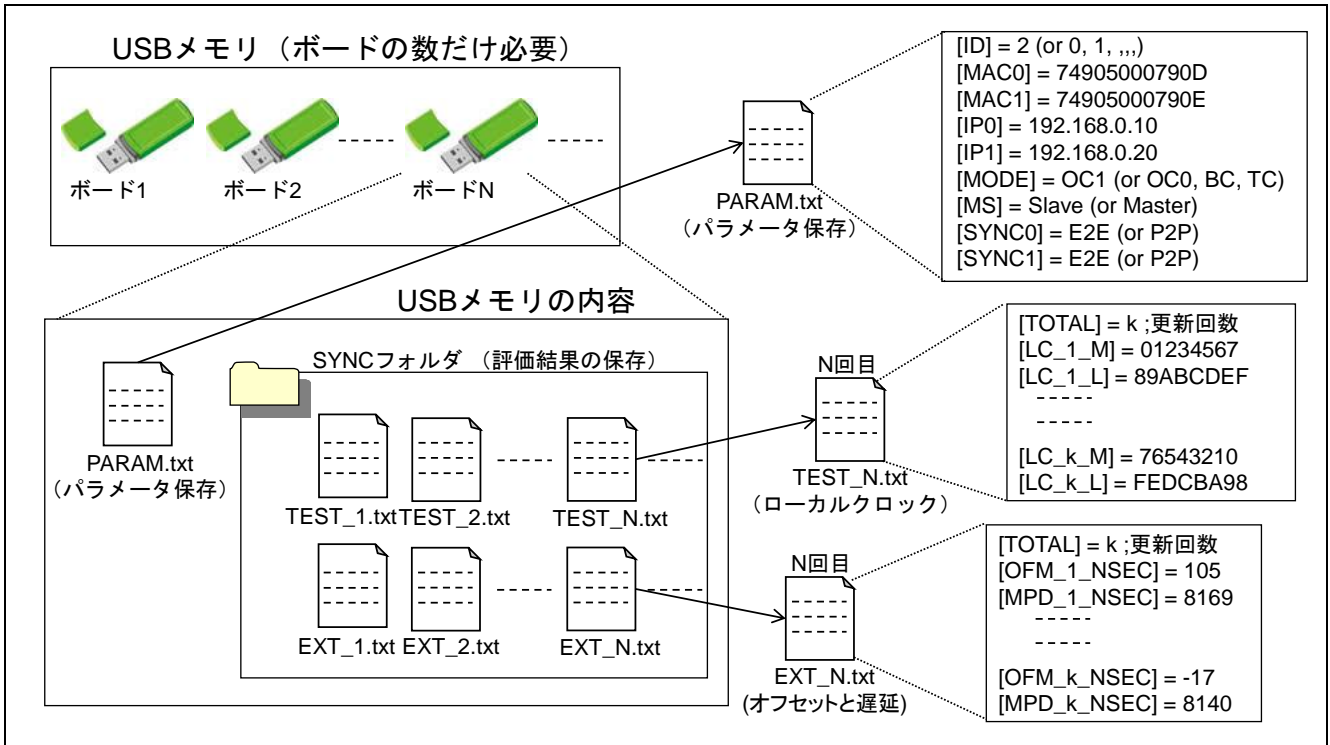 USBメモリ（ボードの数だけ必要）
ボード1
ボード2
ボードN
PARAM.txt
（パラメータ保存）
[ID] = 2 (or 0, 1, ,,,)
[MAC0] = 74905000790D
[MAC1] = 74905000790E
[IP0] = 192.168.0.10
[IP1] = 192.168.0.20
[MODE] = OC1 (or OC0, BC, TC)
[MS] = Slave (or Master)
[SYNC0] = E2E (or P2P)
[SYNC1] = E2E (or P2P)
USBメモリの内容
PARAM.txt
（パラメータ保存）
SYNCフォルダ （評価結果の保存）
TEST_1.txt TEST_2.txt TEST_N.txt
EXT_1.txt EXT_2.txt EXT_N.txt
N回目
TEST_N.txt
（ローカルクロック）
[TOTAL] = k ;更新回数
[LC_1_M] = 01234567
[LC_1_L] = 89ABCDEF
[LC_k_M] = 76543210
[LC_k_L] = FEDCBA98
N回目
EXT_N.txt
(オフセットと遅延)
[TOTAL] = k ;更新回数
[OFM_1_NSEC] = 105
[MPD_1_NSEC] = 8169
[OFM_k_NSEC] = -17
[MPD_k_NSEC] = 8140